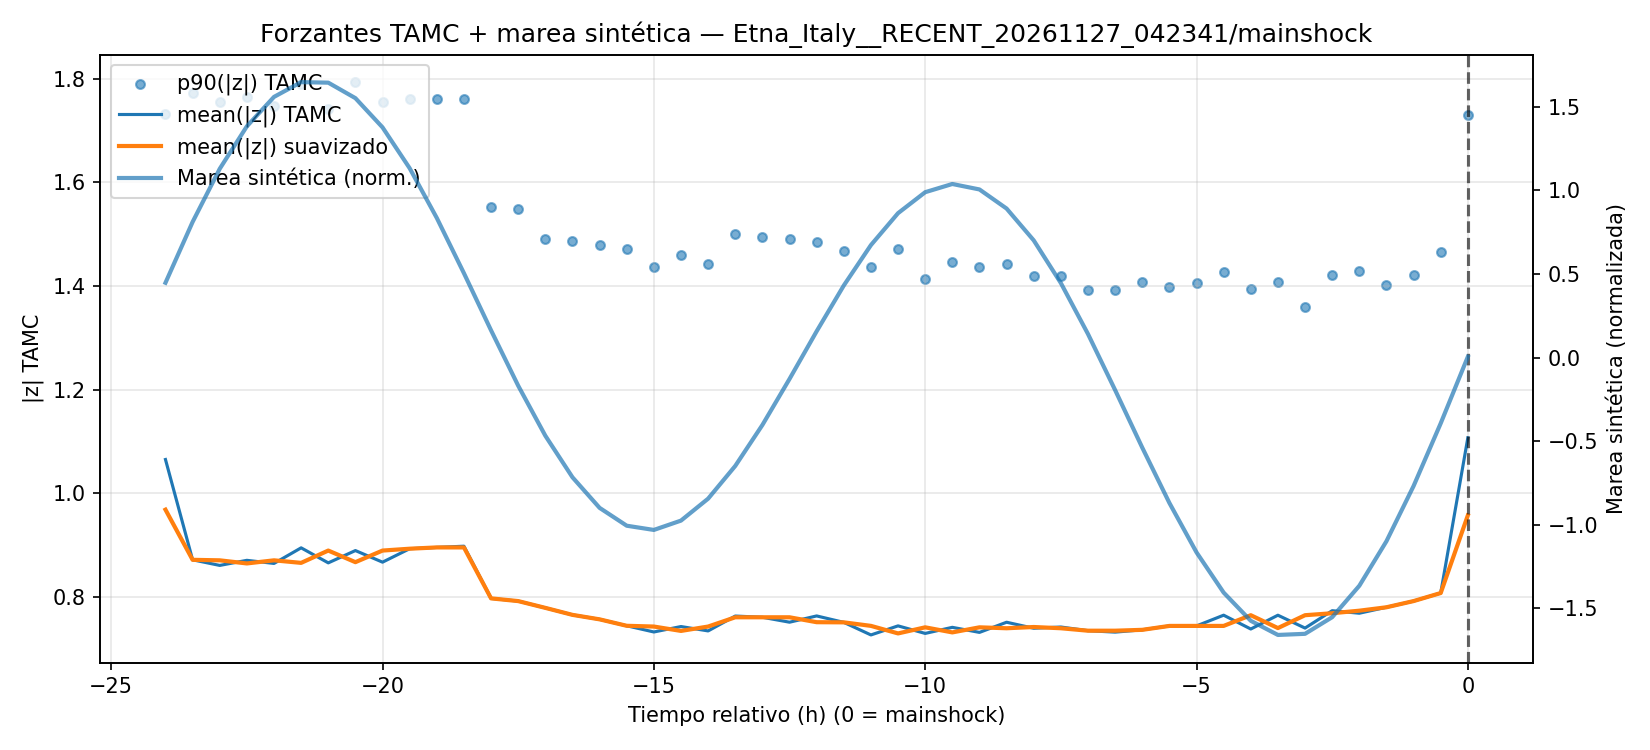 Forzantes TAMC + marea sintética — Etna_Italy__RECENT_20261127_042341/mainshock
p90(|z|) TAMC
mean(|z|) TAMC
mean(|z|) suavizado
Marea sintética (norm.)
1.8
1.6
1.4
1.2
1.0
0.8
|z| TAMC
1.5
1.0
0.5
0.0
−0.5
−1.0
−1.5
Marea sintética (normalizada)
−25
−20
−15
−10
−5
0
Tiempo relativo (h) (0 = mainshock)